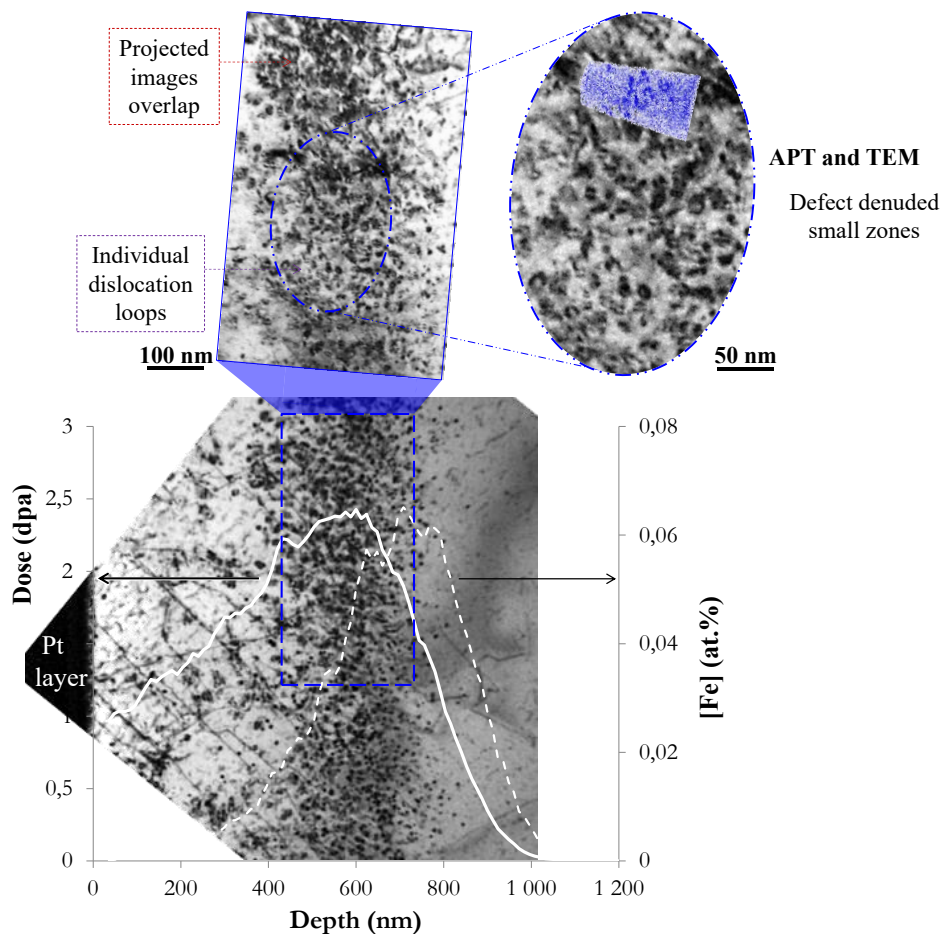 Projected
images
overlap
Individual
dislocation
loops
100 nm
APT and TEM
Defect denuded
small zones
50 nm
Dose (dpa)
3
2,5
2
1
0,5
0
Pt
layer
0,08
0,06
0,04
0,02
0
[Fe] (at.%)
0
200
400
600
800
1 000
1 200
Depth (nm)